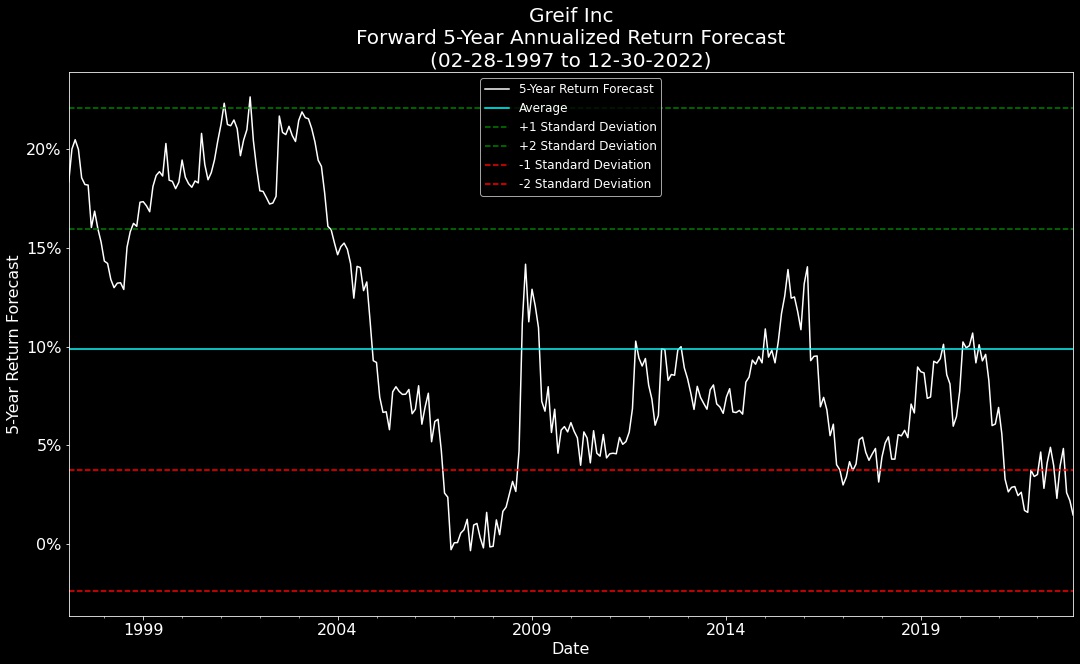 Greif Inc
Forward 5-Year Annualized Return Forecast
(02-28-1997 to 12-30-2022)
5-Year Return Forecast
Average
+1 Standard Deviation
+2 Standard Deviation
-1 Standard Deviation
-2 Standard Deviation
5-Year Return Forecast
20%
15%
10%
5%
0%
1999
2004
2009
2014
2019
Date